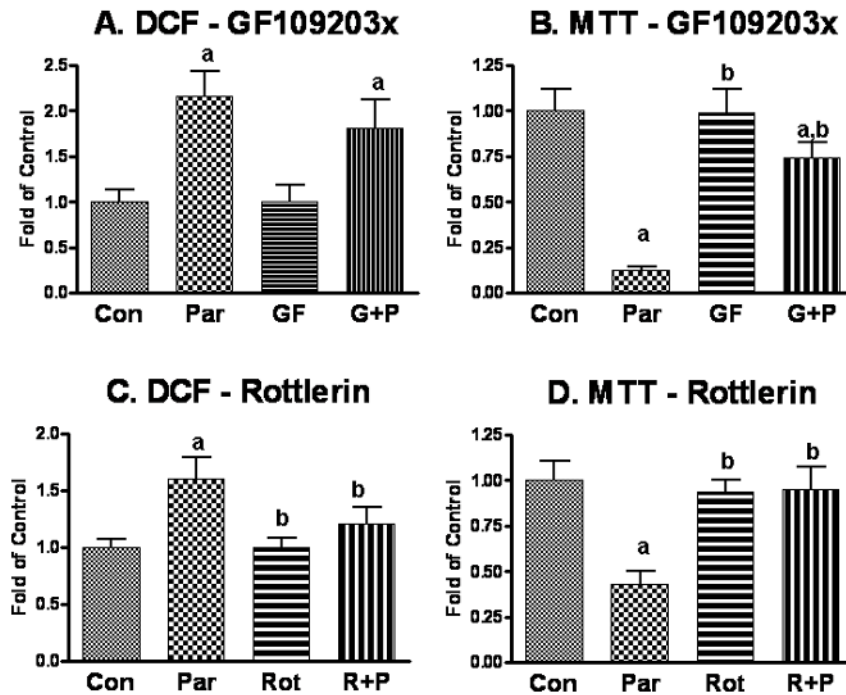 A. DCF - GF109203x
Fold of Control
2.5
2.0
1.5
1.0
0.5
0.0
a
a
Con Par GF G+P
B. MTT - GF109203x
Fold of Control
1.25
1.00
0.75
0.50
0.25
0.00
a
b
a,b
Con Par GF G+P
C. DCF - Rottlerin
Fold of Control
2.0
1.5
1.0
0.5
0.0
a
b
b
Con Par Rot R+P
D. MTT - Rottlerin
Fold of Control
1.25
1.00
0.75
0.50
0.25
0.00
a
b
b
Con Par Rot R+P